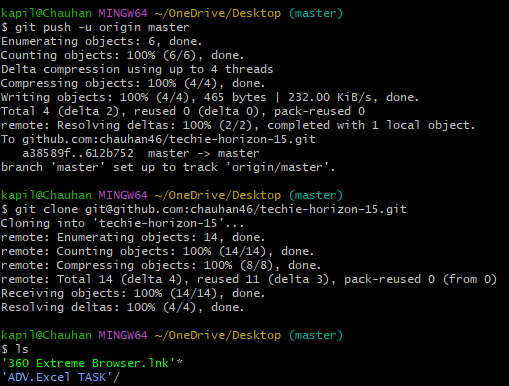 kapil@Chauhan MINGW64 ~/OneDrive/Desktop (master)
$ git push -u origin master
Enumerating objects: 6, done.
Counting objects: 100% (6/6), done.
Delta compression using up to 4 threads
Compressing objects: 100% (4/4), done.
Writing objects: 100% (4/4), 465 bytes | 232.00 KiB/s, done.
Total 4 (delta 2), reused 0 (delta 0), pack-reused 0
remote: Resolving deltas: 100% (2/2), completed with 1 local object.
To github.com:chauhan46/techie-horizon-15.git
   a38589f..612b752  master -> master
branch 'master' set up to track 'origin/master'.
kapil@Chauhan MINGW64 ~/OneDrive/Desktop (master)
$ git clone git@github.com:chauhan46/techie-horizon-15.git
Cloning into 'techie-horizon-15'...
remote: Enumerating objects: 14, done.
remote: Counting objects: 100% (14/14), done.
remote: Compressing objects: 100% (8/8), done.
remote: Total 14 (delta 4), reused 11 (delta 3), pack-reused 0 (from 0)
Receiving objects: 100% (14/14), done.
Resolving deltas: 100% (4/4), done.
kapil@Chauhan MINGW64 ~/OneDrive/Desktop (master)
$ ls
'360 Extreme Browser.lnk'*
'ADV.Excel TASK'/